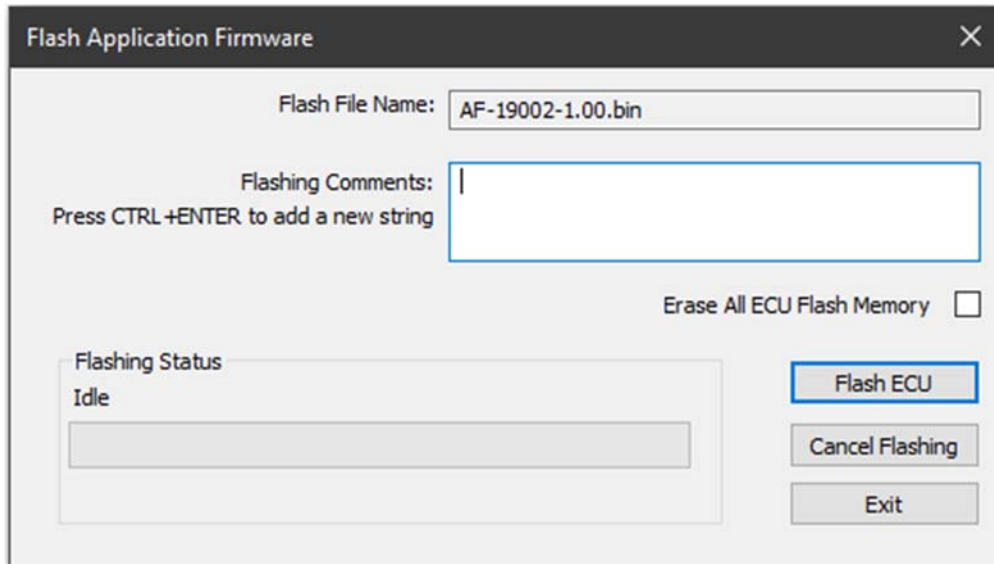 Flash Application Firmware
Flash File Name: AF-19002-1.00.bin
Flashing Comments:
Press CTRL+ENTER to add a new string
Erase All ECU Flash Memory
Flashing Status
Idle
Flash ECU
Cancel Flashing
Exit